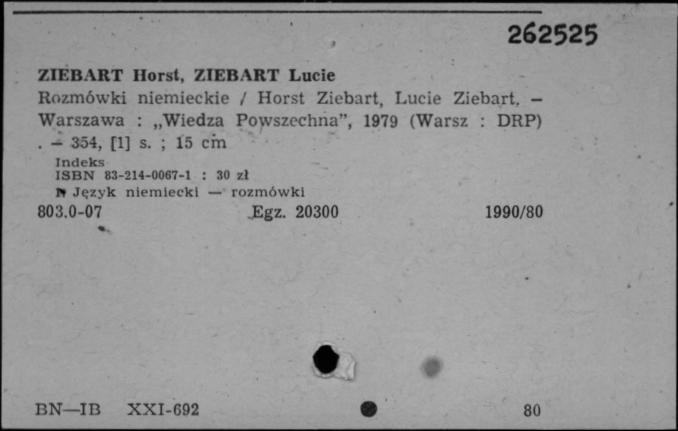 262525
ZIEBART Horst, ZIEBART Lucie
Rozmówki niemieckie / Horst Ziebart, Lucie Ziebart. —
Warszawa : „Wiedza Powszechna”, 1979 (Warsz : DRP)
. — 354, [1] s. ; 15 cm
Indeks
ISBN 83-214-0067-1 : 30 zł
Język niemiecki — rozmówki
803.0-07 Egz. 20300 1990/80
BN—IB XXI-692 80